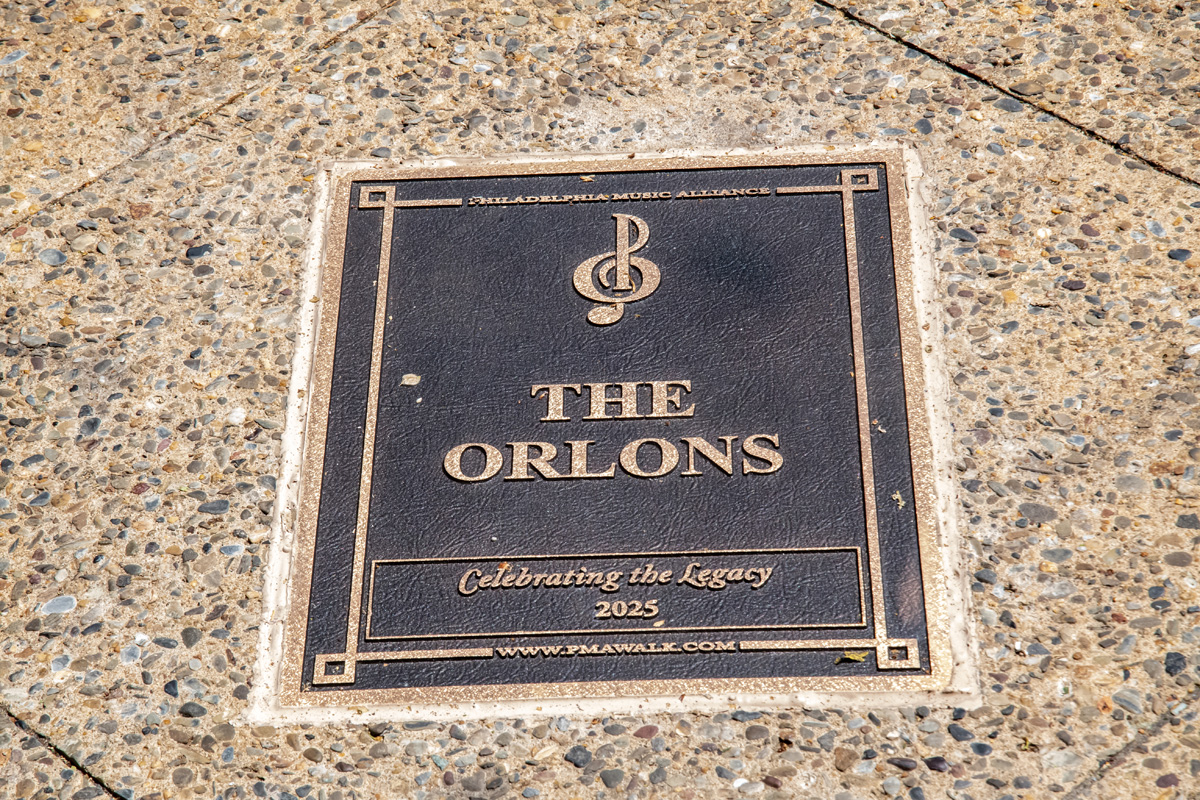 PHILADELPHIA MUSIC ALLIANCE
THE
ORLONS
Celebrating the Legacy
2025
WWW.PMAWALK.COM